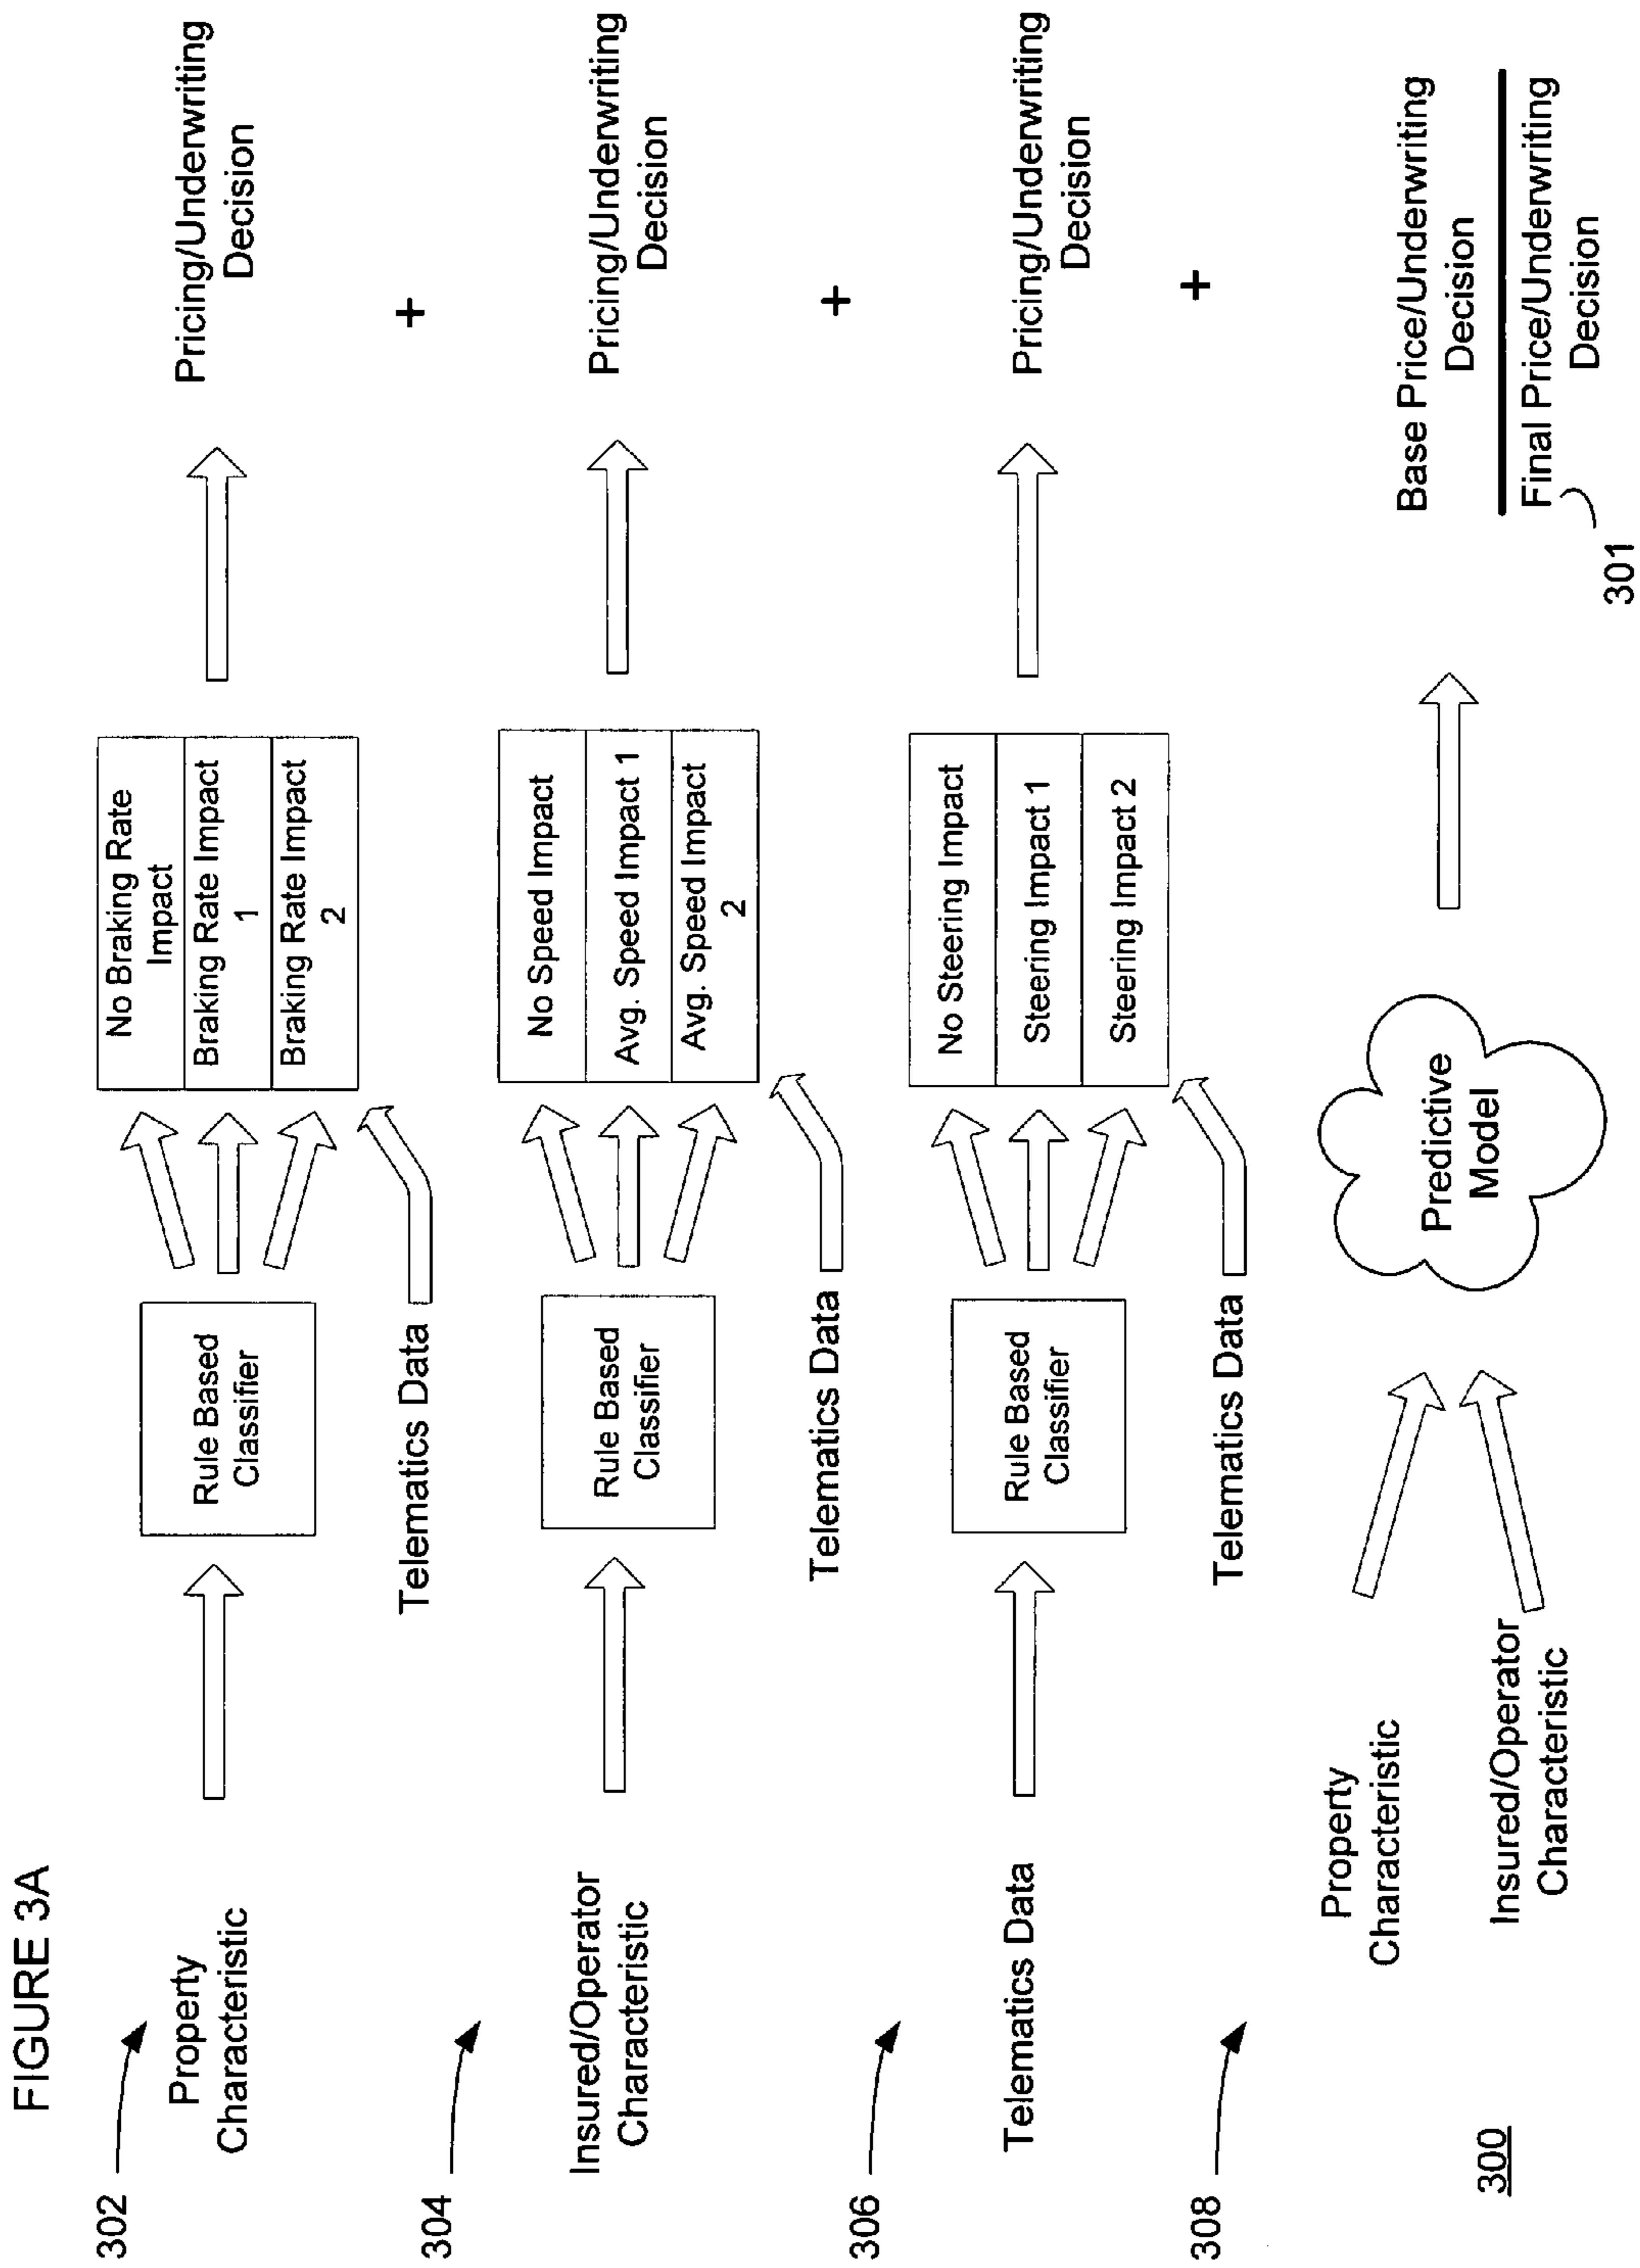 FIGURE 3A
302
Property
Characteristic
Rule Based
Classifier
Telematics Data
No Braking Rate
Impact
Braking Rate Impact
1
Braking Rate Impact
2
Pricing/Underwriting
Decision
+
304
Insured/Operator
Characteristic
Rule Based
Classifier
Telematics Data
No Speed Impact
Avg. Speed Impact 1
Avg. Speed Impact
2
Pricing/Underwriting
Decision
+
306
Telematics Data
Rule Based
Classifier
Telematics Data
No Steering Impact
Steering Impact 1
Steering Impact 2
Pricing/Underwriting
Decision
+
308
Property
Characteristic
Insured/Operator
Characteristic
Predictive
Model
Base Price/Underwriting
Decision
Final Price/Underwriting
Decision
301
300